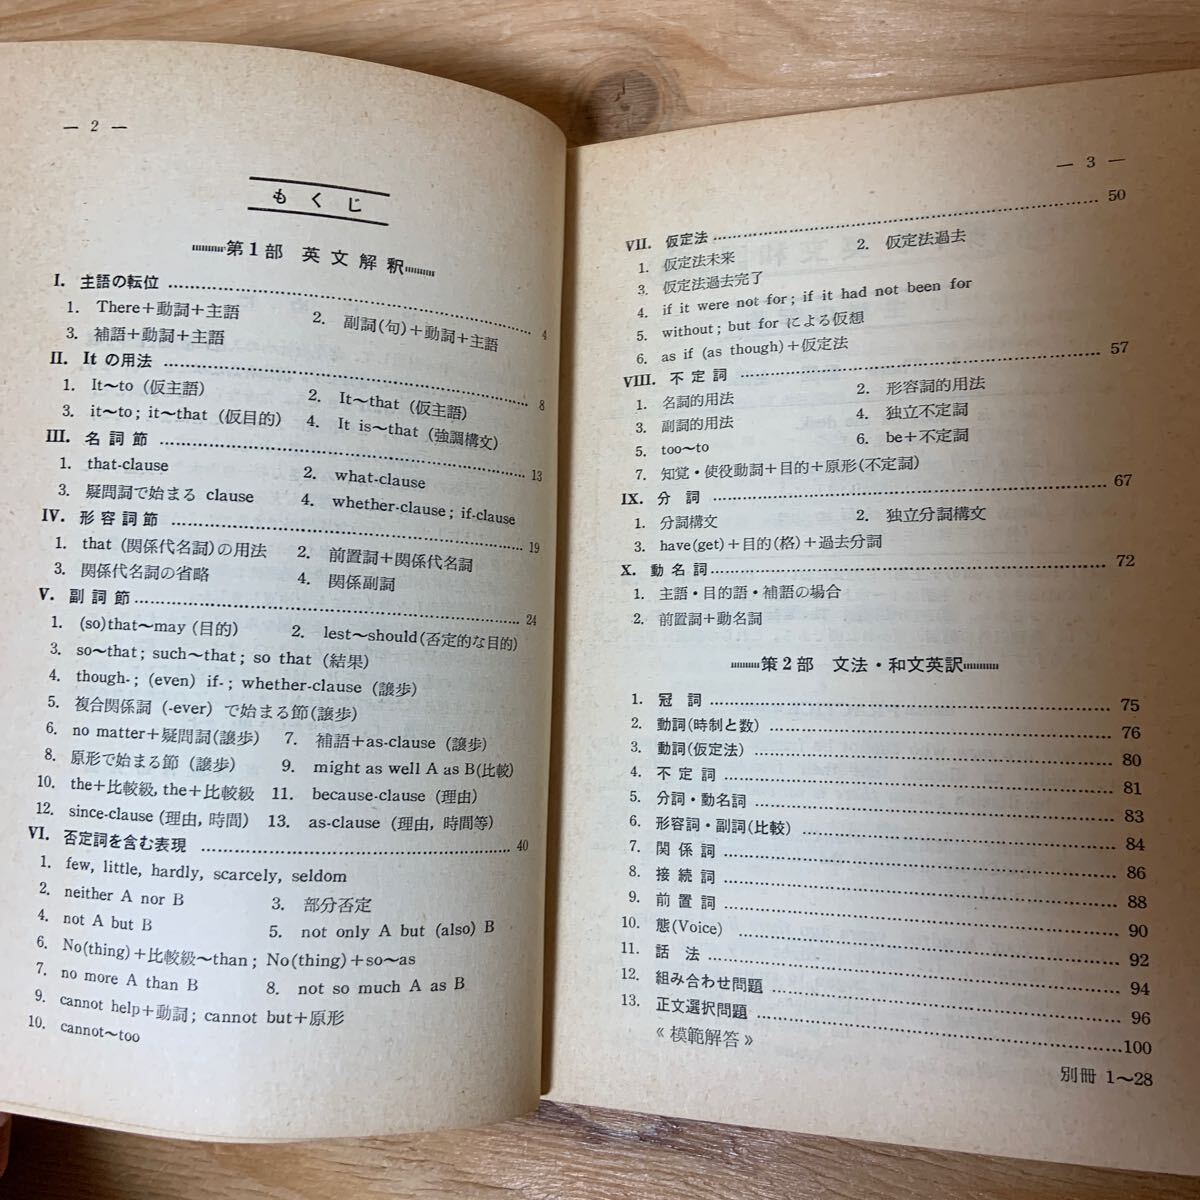 — 2 —
もくじ
第1部 英文解釈
I. 主語の転位 4
1. There+動詞+主語 2. 副詞(句)+動詞+主語
3. 補語+動詞+主語
II. It の用法 8
1. It〜to (仮主語) 2. It〜that (仮主語)
3. it〜to; it〜that (仮目的) 4. It is〜that (強調構文)
III. 名詞節 13
1. that-clause 2. what-clause
3. 疑問詞で始まる clause 4. whether-clause; if-clause
IV. 形容詞節 19
1. that (関係代名詞)の用法 2. 前置詞+関係代名詞
3. 関係代名詞の省略 4. 関係副詞
V. 副詞節 24
1. (so)that〜may (目的) 2. lest〜should(否定的な目的)
3. so〜that; such〜that; so that (結果)
4. though-; (even) if-; whether-clause (譲歩)
5. 複合関係詞 (-ever) で始まる節(譲歩)
6. no matter+疑問詞(譲歩) 7. 補語+as-clause (譲歩)
8. 原形で始まる節 (譲歩) 9. might as well A as B(比較)
10. the+比較級, the+比較級 11. because-clause (理由)
12. since-clause (理由, 時間) 13. as-clause (理由, 時間等)
VI. 否定詞を含む表現 40
1. few, little, hardly, scarcely, seldom
2. neither A nor B 3. 部分否定
4. not A but B 5. not only A but (also) B
6. No(thing)+比較級〜than; No(thing)+so〜as
7. no more A than B 8. not so much A as B
9. cannot help+動詞; cannot but+原形
10. cannot〜too
— 3 —
VII. 仮定法 50
1. 仮定法未来 2. 仮定法過去
3. 仮定法過去完了
4. if it were not for; if it had not been for
5. without; but for による仮想
6. as if (as though)+仮定法
VIII. 不定詞 57
1. 名詞的用法 2. 形容詞的用法
3. 副詞的用法 4. 独立不定詞
5. too〜to 6. be+不定詞
7. 知覚・使役動詞+目的+原形(不定詞)
IX. 分詞 67
1. 分詞構文 2. 独立分詞構文
3. have(get)+目的(格)+過去分詞
X. 動名詞 72
1. 主語・目的語・補語の場合
2. 前置詞+動名詞
策2部 文法・和文英訳
1. 冠詞 75
2. 動詞(時制と数) 76
3. 動詞(仮定法) 80
4. 不定詞 81
5. 分詞・動名詞 83
6. 形容詞・副詞(比較) 84
7. 関係詞 86
8. 接続詞 88
9. 前置詞 90
10. 態(Voice) 92
11. 話法 94
12. 組み合わせ問題 96
13. 正文選択問題 100
《模範解答》 別冊 1〜28